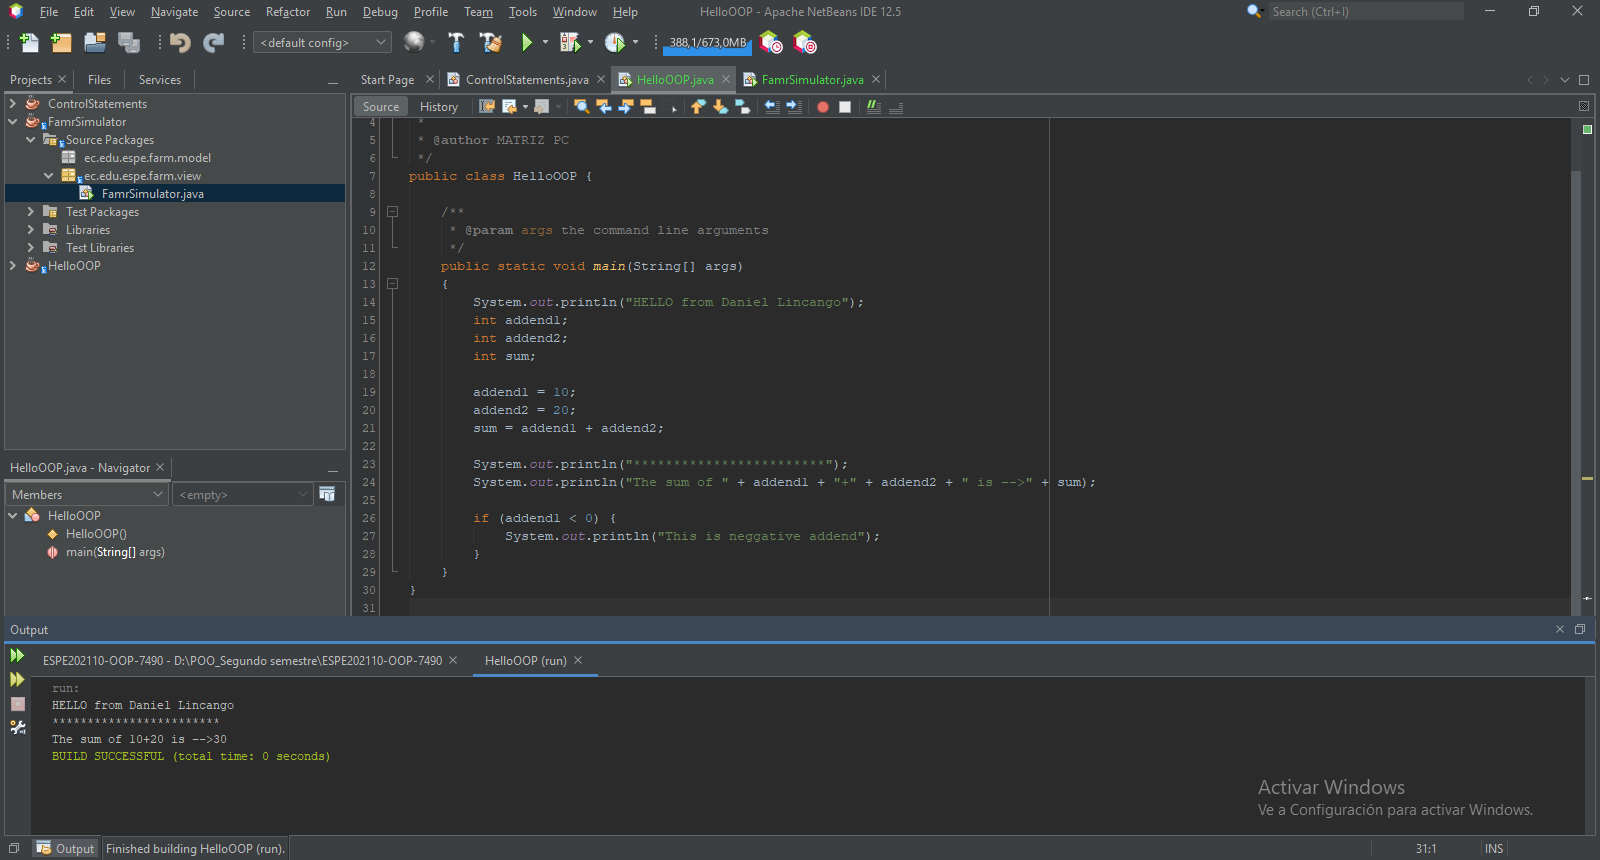 File Edit View Navigate Source Refactor Run Debug Profile Team Tools Window Help
HelloOOP - Apache NetBeans IDE 12.5
Search (Ctrl+I)
<default config>
388,1/673,0MB
Projects
Files
Services
Start Page
ControlStatements.java
HelloOOP.java
FamrSimulator.java
ControlStatements
FamrSimulator
Source Packages
ec.edu.espe.farm.model
ec.edu.espe.farm.view
FamrSimulator.java
Test Packages
Libraries
Test Libraries
HelloOOP
Source
History
4 *
5 * @author MATRIZ PC
6 */
7 public class HelloOOP {
8
9 /**
10 * @param args the command line arguments
11 */
12 public static void main(String[] args)
13 {
14 System.out.println("HELLO from Daniel Lincango");
15 int addend1;
16 int addend2;
17 int sum;
18
19 addend1 = 10;
20 addend2 = 20;
21 sum = addend1 + addend2;
22
23 System.out.println("************************");
24 System.out.println("The sum of " + addend1 + "+" + addend2 + " is -->" + sum);
25
26 if (addend1 < 0) {
27 System.out.println("This is neggative addend");
28 }
29 }
30 }
31
HelloOOP.java - Navigator
Members
<empty>
HelloOOP
HelloOOP()
main(String[] args)
Output
ESPE202110-OOP-7490 - D:\POO_Segundo semestre\ESPE202110-OOP-7490
HelloOOP (run)
run:
HELLO from Daniel Lincango
************************
The sum of 10+20 is -->30
BUILD SUCCESSFUL (total time: 0 seconds)
Activar Windows
Ve a Configuración para activar Windows.
Output
Finished building HelloOOP (run).
31:1
INS